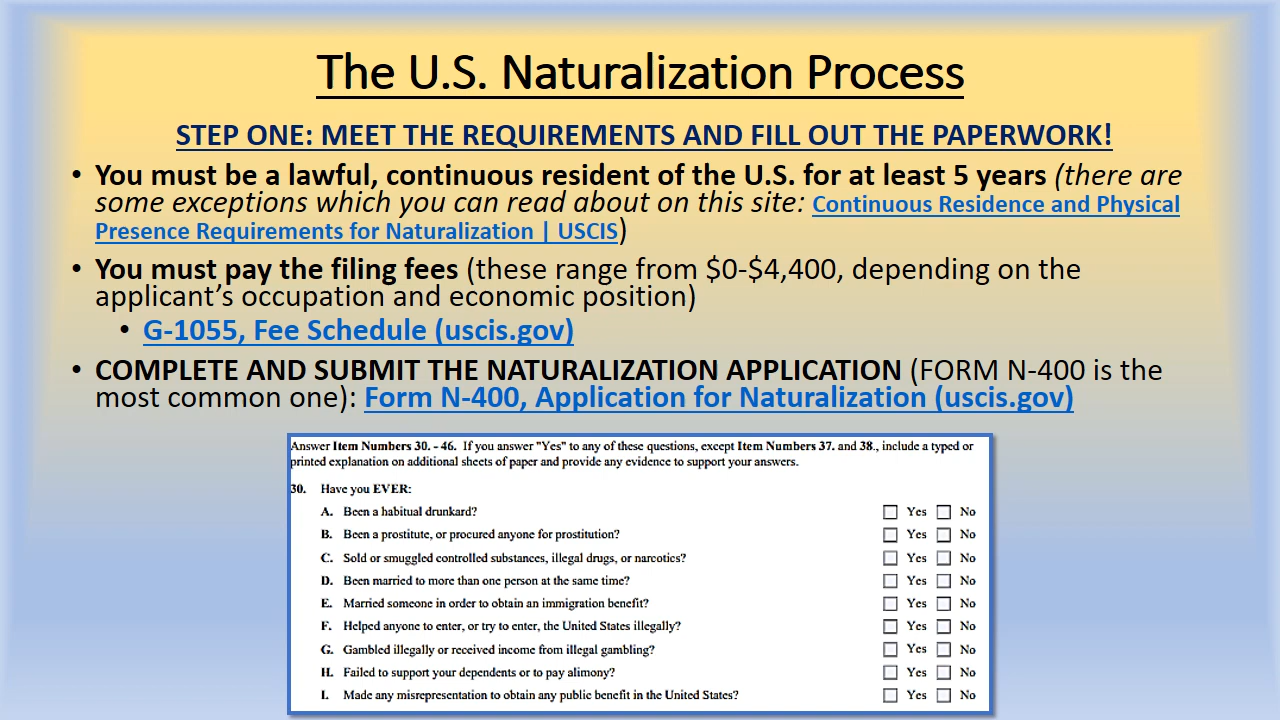 The U.S. Naturalization Process
STEP ONE: MEET THE REQUIREMENTS AND FILL OUT THE PAPERWORK!
• You must be a lawful, continuous resident of the U.S. for at least 5 years (there are
some exceptions which you can read about on this site: Continuous Residence and Physical
Presence Requirements for Naturalization | USCIS)
• You must pay the filing fees (these range from $0-$4,400, depending on the
applicant’s occupation and economic position)
• G-1055, Fee Schedule (uscis.gov)
• COMPLETE AND SUBMIT THE NATURALIZATION APPLICATION (FORM N-400 is the
most common one): Form N-400, Application for Naturalization (uscis.gov)
Answer Item Numbers 30. - 46. If you answer "Yes" to any of these questions, except Item Numbers 37. and 38., include a typed or
printed explanation on additional sheets of paper and provide any evidence to support your answers.
30. Have you EVER:
A. Been a habitual drunkard? Yes No
B. Been a prostitute, or procured anyone for prostitution? Yes No
C. Sold or smuggled controlled substances, illegal drugs, or narcotics? Yes No
D. Been married to more than one person at the same time? Yes No
E. Married someone in order to obtain an immigration benefit? Yes No
F. Helped anyone to enter, or try to enter, the United States illegally? Yes No
G. Gambled illegally or received income from illegal gambling? Yes No
H. Failed to support your dependents or to pay alimony? Yes No
I. Made any misrepresentation to obtain any public benefit in the United States? Yes No